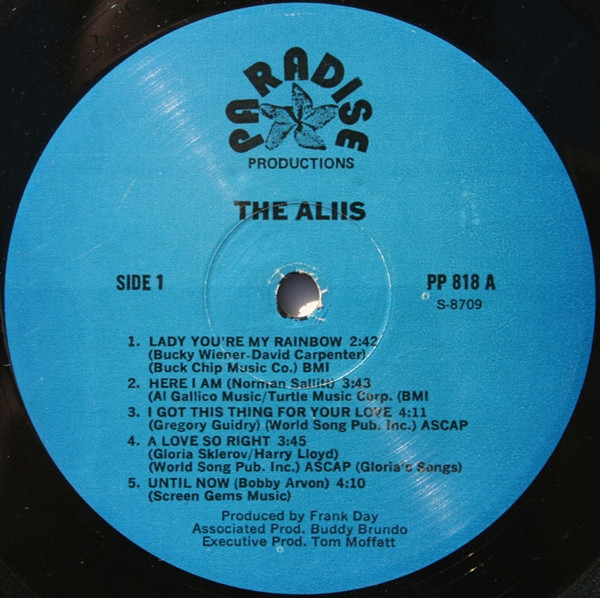 PARADISE
PRODUCTIONS
THE ALIIS
SIDE 1
PP 818 A
S-8709
1. LADY YOU'RE MY RAINBOW 2:42
(Bucky Wiener-David Carpenter)
(Buck Chip Music Co.) BMI
2. HERE I AM (Norman Sallitt) 3:43
(Al Gallico Music/Turtle Music Corp. (BMI
3. I GOT THIS THING FOR YOUR LOVE 4:11
(Gregory Guidry) (World Song Pub. Inc.) ASCAP
4. A LOVE SO RIGHT 3:45
(Gloria Sklerov/Harry Lloyd)
(World Song Pub. Inc.) ASCAP (Gloria's Songs)
5. UNTIL NOW (Bobby Arvon) 4:10
(Screen Gems Music)
Produced by Frank Day
Associated Prod. Buddy Brundo
Executive Prod. Tom Moffatt